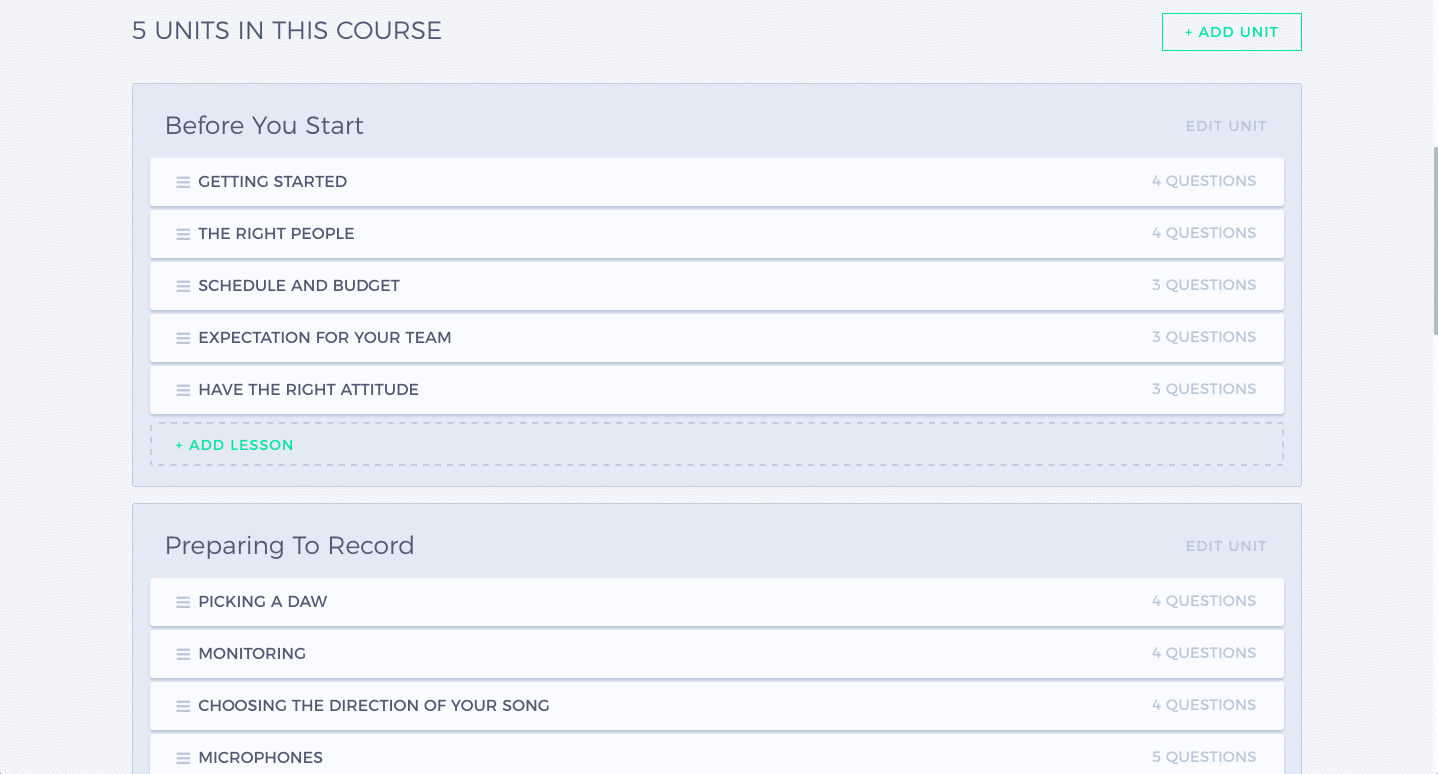 5 UNITS IN THIS COURSE
+ ADD UNIT
Before You Start
EDIT UNIT
GETTING STARTED
4 QUESTIONS
THE RIGHT PEOPLE
4 QUESTIONS
SCHEDULE AND BUDGET
3 QUESTIONS
EXPECTATION FOR YOUR TEAM
3 QUESTIONS
HAVE THE RIGHT ATTITUDE
3 QUESTIONS
+ ADD LESSON
Preparing To Record
EDIT UNIT
PICKING A DAW
4 QUESTIONS
MONITORING
4 QUESTIONS
CHOOSING THE DIRECTION OF YOUR SONG
4 QUESTIONS
MICROPHONES
5 QUESTIONS